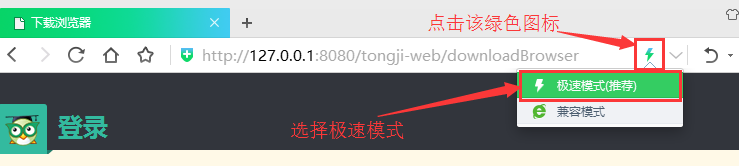 下载浏览器
点击该绿色图标
http://127.0.0.1:8080/tongji-web/downloadBrowser
极速模式(推荐)
兼容模式
选择极速模式
登录